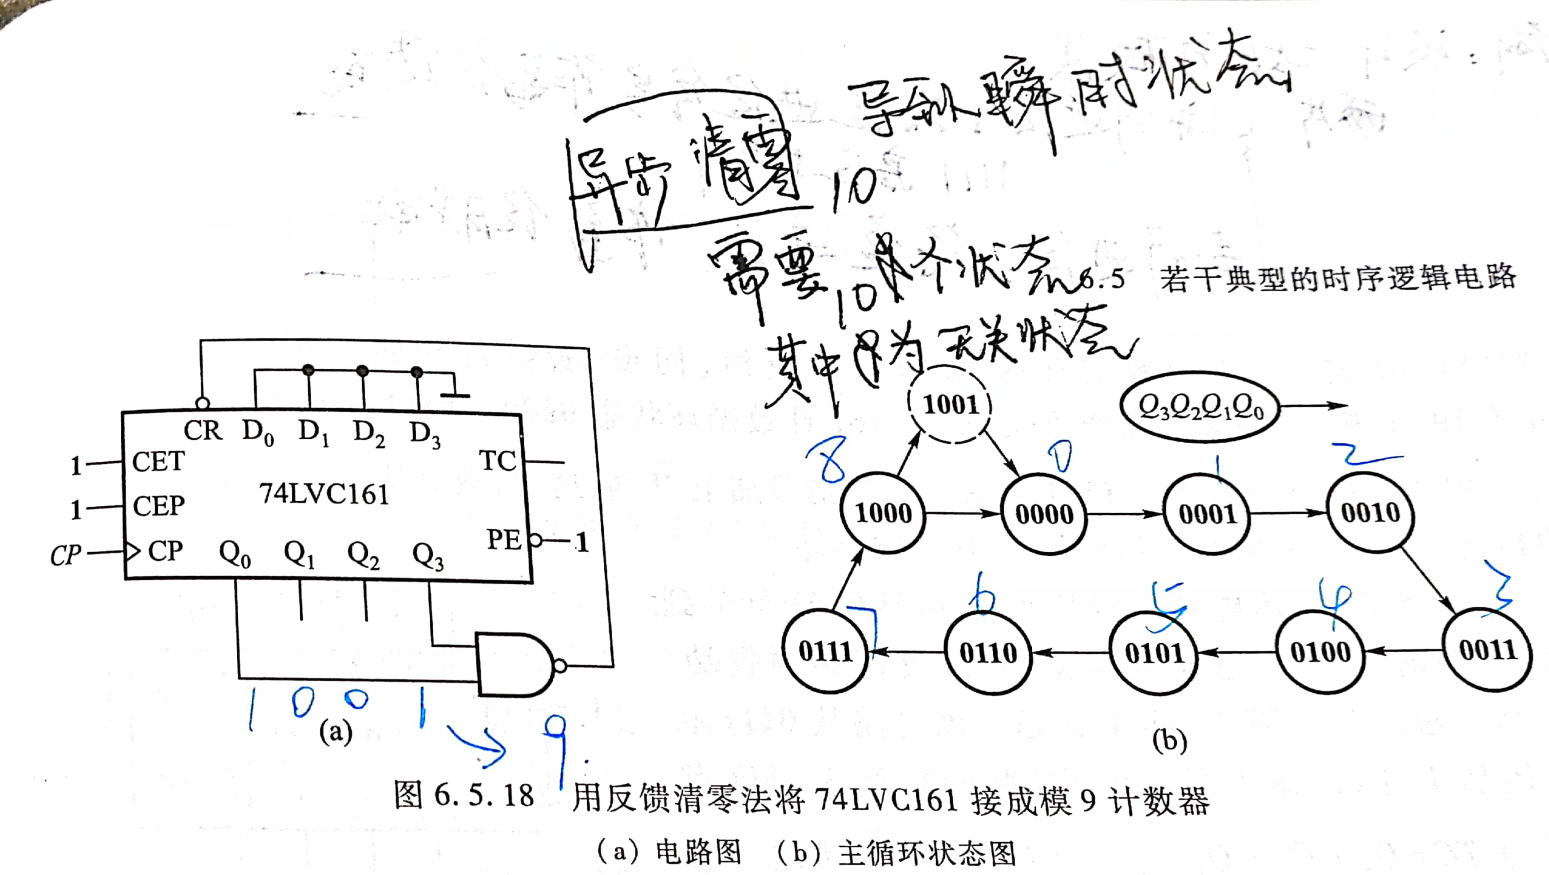 导到瞬时状态
异步清零
10
需要10个状态
6.5 若干典型的时序逻辑电路
其中9为无关状态
CR D0 D1 D2 D3
1 CET TC
74LVC161
1 CEP
CP CP Q0 Q1 Q2 Q3 PE 1
1 0 0 1 → 9.
(a)
1001
Q3Q2Q1Q0
8 0 1 2
1000 0000 0001 0010
7 6 5 4 3
0111 0110 0101 0100 0011
(b)
图 6.5.18 用反馈清零法将 74LVC161 接成模 9 计数器
(a) 电路图 (b) 主循环状态图